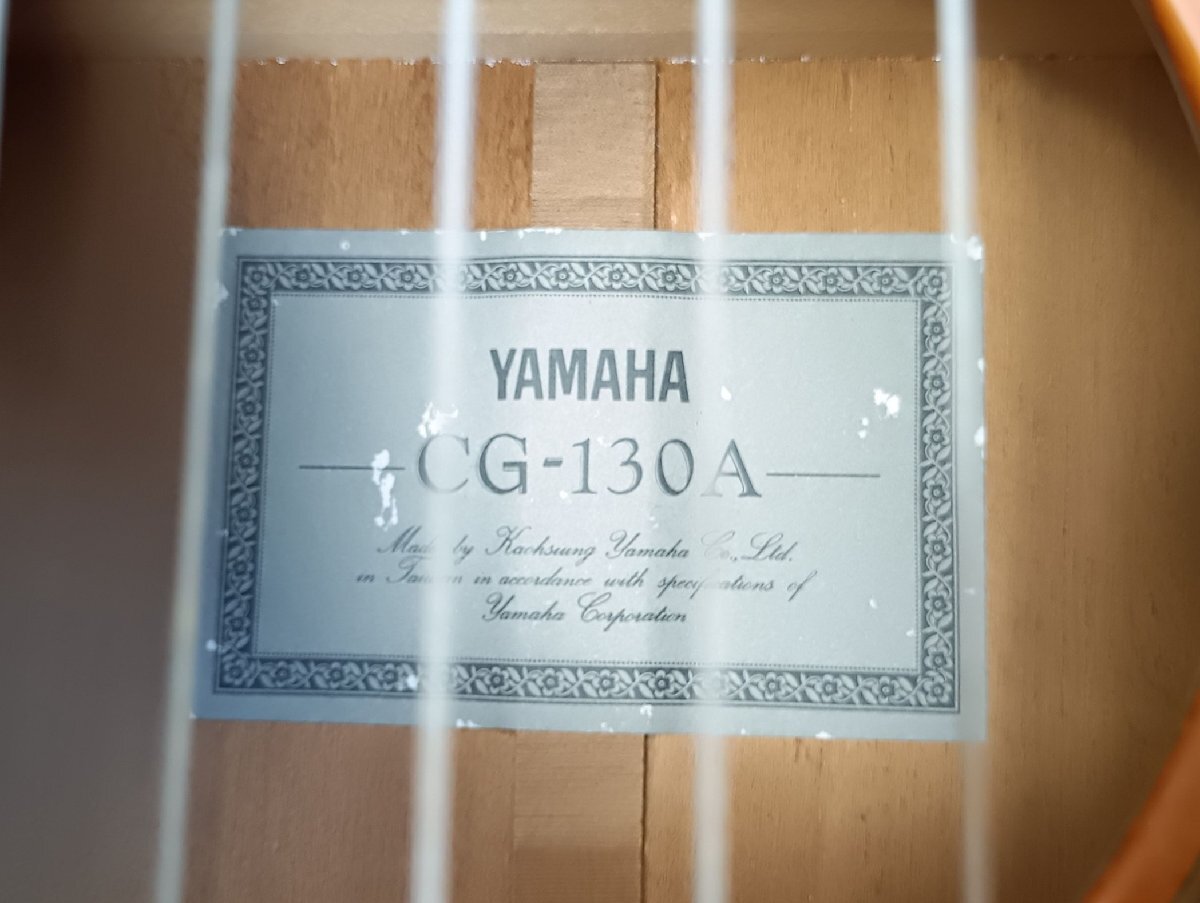 YAMAHA
CG-130A
Made by Kaohsiung Yamaha Co., Ltd.
in Taiwan in accordance with specifications of
Yamaha Corporation